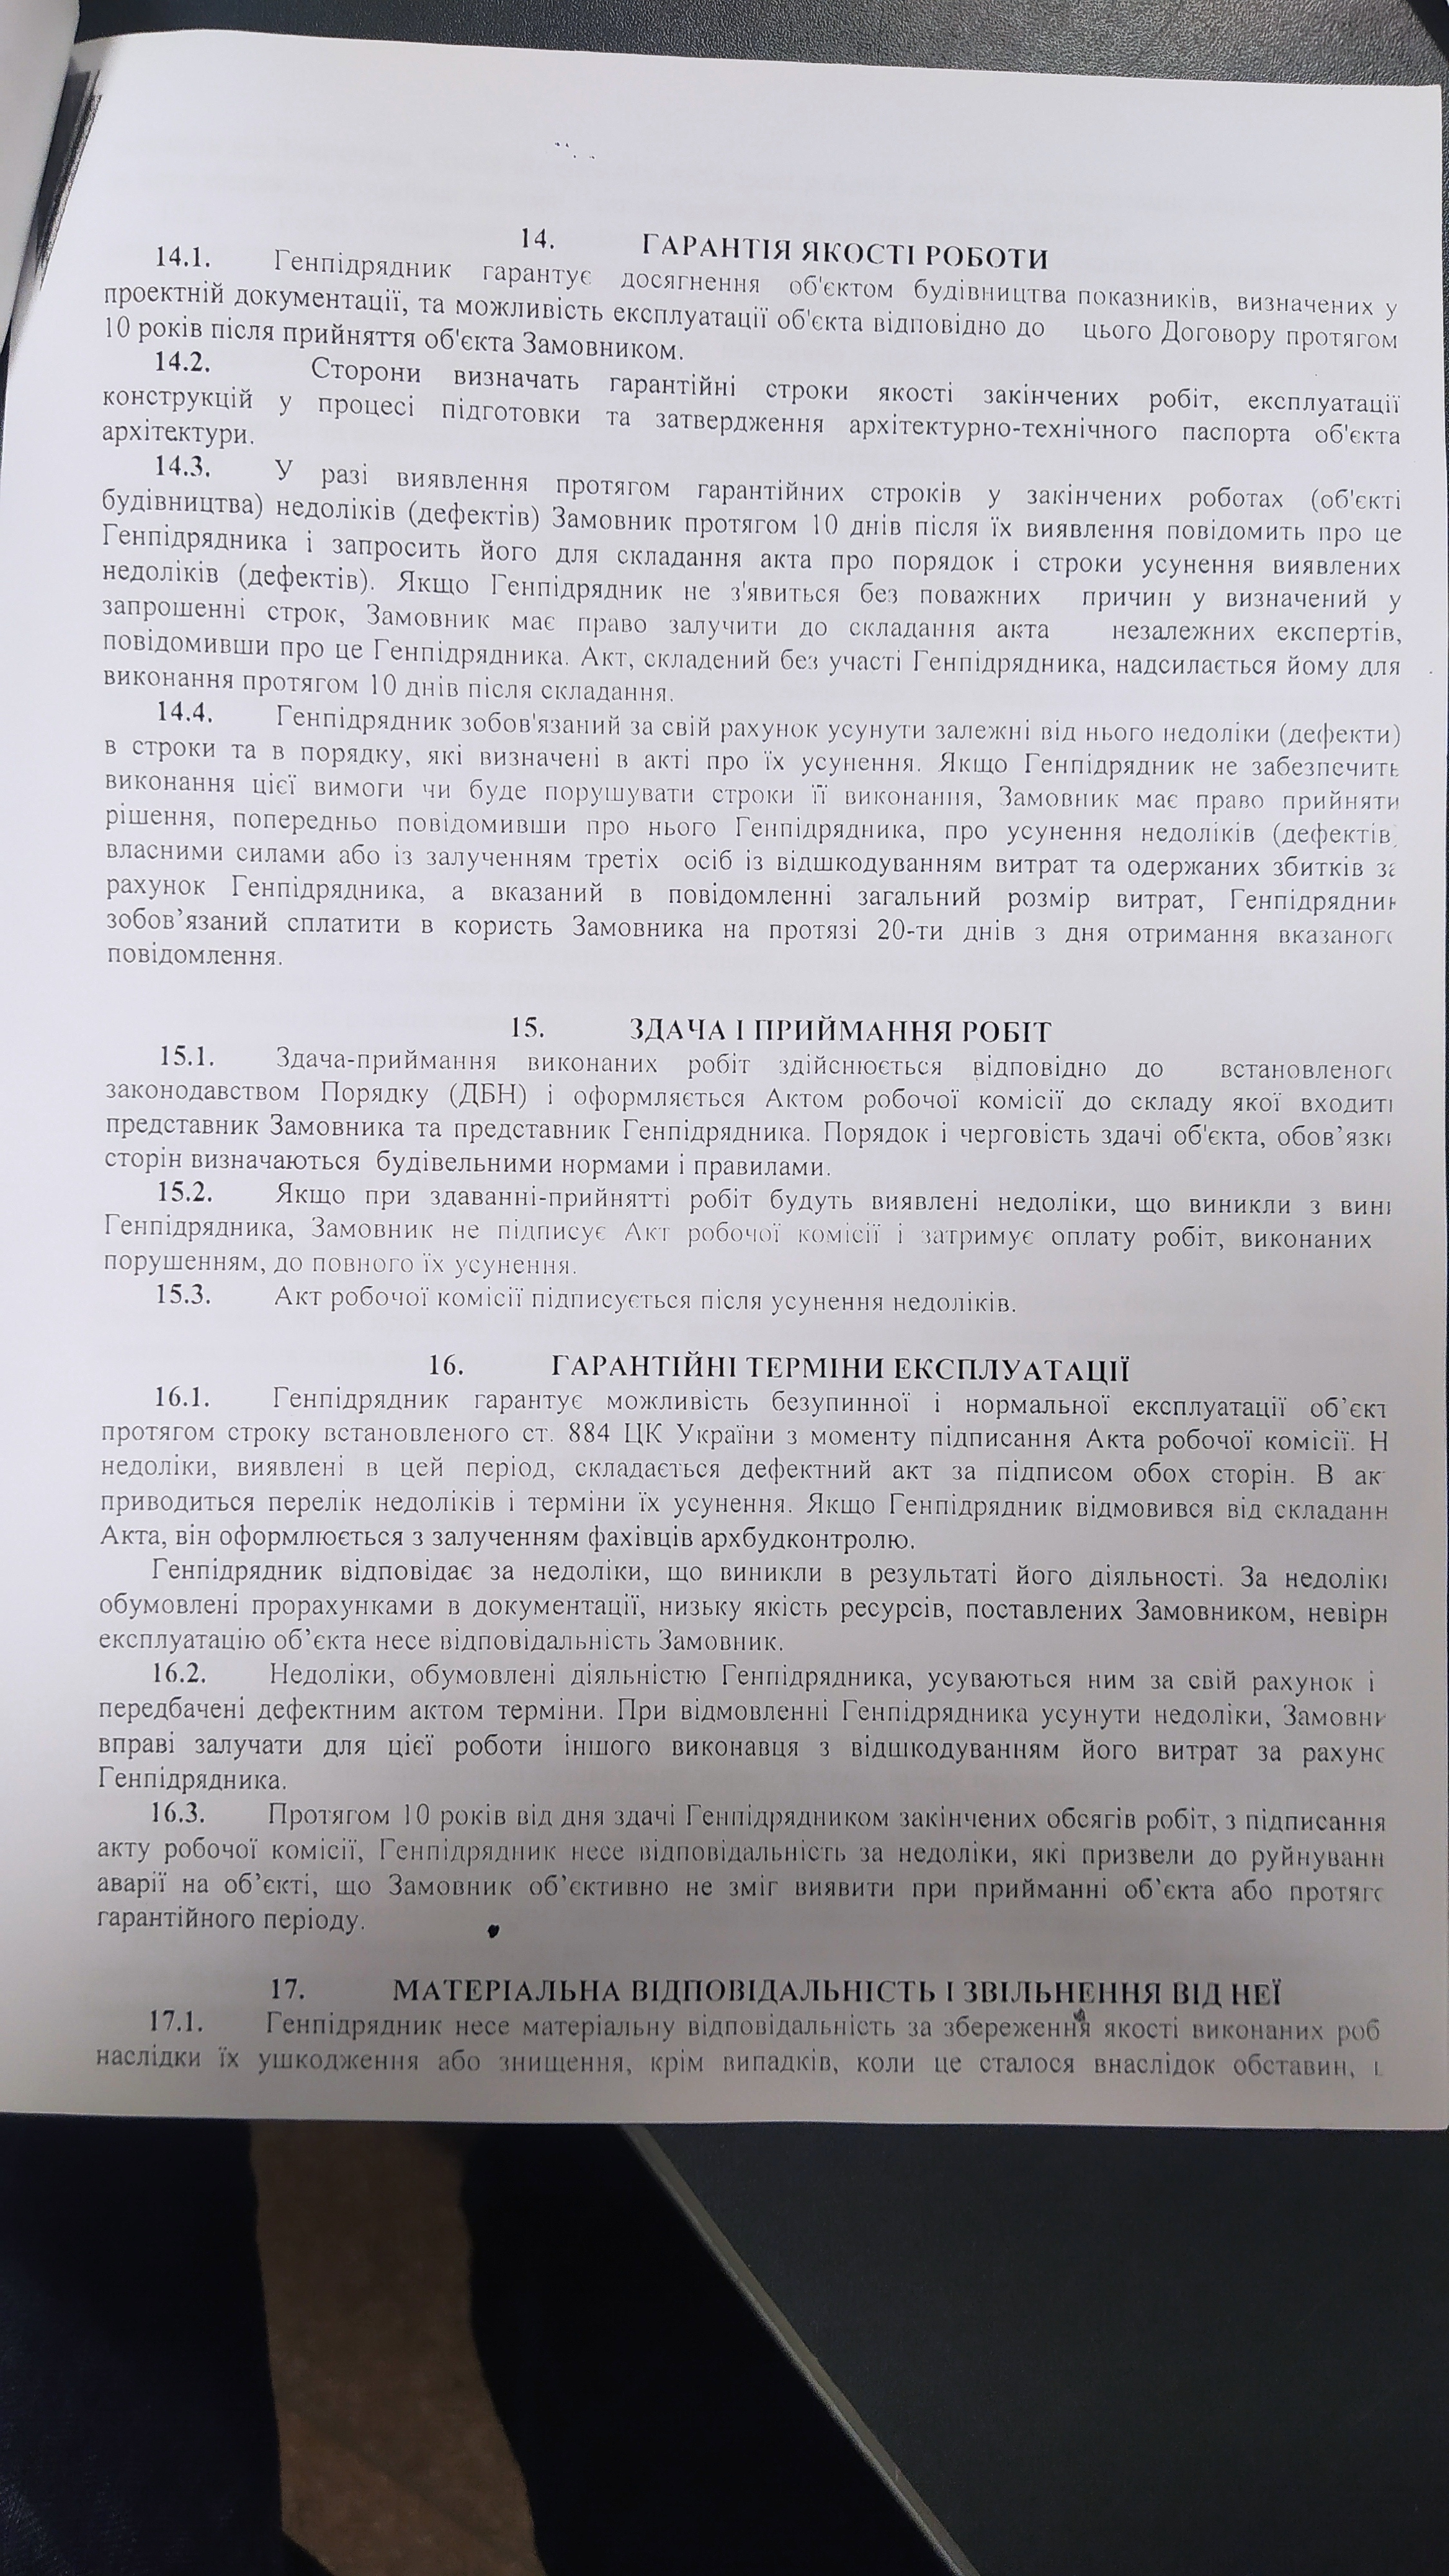 14. ГАРАНТІЯ ЯКОСТІ РОБОТИ
14.1. Генпідрядник гарантує досягнення об'єктом будівництва показників, визначених у
проектній документації, та можливість експлуатації об'єкта відповідно до цього Договору протягом
10 років після прийняття об'єкта Замовником.
14.2. Сторони визначать гарантійні строки якості закінчених робіт, експлуатації
конструкцій у процесі підготовки та затвердження архітектурно-технічного паспорта об'єкта
архітектури.
14.3. У разі виявлення протягом гарантійних строків у закінчених роботах (об'єкті
будівництва) недоліків (дефектів) Замовник протягом 10 днів після їх виявлення повідомить про це
Генпідрядника і запросить його для складання акта про порядок і строки усунення виявлених
недоліків (дефектів). Якщо Генпідрядник не з'явиться без поважних причин у визначений у
запрошенні строк, Замовник має право залучити до складання акта незалежних експертів,
повідомивши про це Генпідрядника. Акт, складений без участі Генпідрядника, надсилається йому для
виконання протягом 10 днів після складання.
14.4. Генпідрядник зобов'язаний за свій рахунок усунути залежні від нього недоліки (дефекти)
в строки та в порядку, які визначені в акті про їх усунення. Якщо Генпідрядник не забезпечить
виконання цієї вимоги чи буде порушувати строки її виконання, Замовник має право прийняти
рішення, попередньо повідомивши про нього Генпідрядника, про усунення недоліків (дефектів)
власними силами або із залученням третіх осіб із відшкодуванням витрат та одержаних збитків за
рахунок Генпідрядника, а вказаний в повідомленні загальний розмір витрат, Генпідрядник
зобов'язаний сплатити в користь Замовника на протязі 20-ти днів з дня отримання вказаного
повідомлення.
15. ЗДАЧА І ПРИЙМАННЯ РОБІТ
15.1. Здача-приймання виконаних робіт здійснюється відповідно до встановленого
законодавством Порядку (ДБН) і оформляється Актом робочої комісії до складу якої входить
представник Замовника та представник Генпідрядника. Порядок і черговість здачі об'єкта, обов'язки
сторін визначаються будівельними нормами і правилами.
15.2. Якщо при здаванні-прийнятті робіт будуть виявлені недоліки, що виникли з вини
Генпідрядника, Замовник не підписує Акт робочої комісії і затримує оплату робіт, виконаних
порушенням, до повного їх усунення.
15.3. Акт робочої комісії підписується після усунення недоліків.
16. ГАРАНТІЙНІ ТЕРМІНИ ЕКСПЛУАТАЦІЇ
16.1. Генпідрядник гарантує можливість безупинної і нормальної експлуатації об'єкт
протягом строку встановленого ст. 884 ЦК України з моменту підписання Акта робочої комісії. Н
недоліки, виявлені в цей період, складається дефектний акт за підписом обох сторін. В ак
приводиться перелік недоліків і терміни їх усунення. Якщо Генпідрядник відмовився від складанн
Акта, він оформлюється з залученням фахівців архбудконтролю.
Генпідрядник відповідає за недоліки, що виникли в результаті його діяльності. За недоліки
обумовлені прорахунками в документації, низьку якість ресурсів, поставлених Замовником, невірн
експлуатацію об'єкта несе відповідальність Замовник.
16.2. Недоліки, обумовлені діяльністю Генпідрядника, усуваються ним за свій рахунок і
передбачені дефектним актом терміни. При відмовленні Генпідрядника усунути недоліки, Замовни
вправі залучати для цієї роботи іншого виконавця з відшкодуванням його витрат за рахуно
Генпідрядника.
16.3. Протягом 10 років від дня здачі Генпідрядником закінчених обсягів робіт, з підписання
акту робочої комісії, Генпідрядник несе відповідальність за недоліки, які призвели до руйнуванн
аварії на об'єкті, що Замовник об'єктивно не зміг виявити при прийманні об'єкта або протяго
гарантійного періоду.
17. МАТЕРІАЛЬНА ВІДПОВІДАЛЬНІСТЬ І ЗВІЛЬНЕННЯ ВІД НЕЇ
17.1. Генпідрядник несе матеріальну відповідальність за збереження якості виконаних роб
наслідки їх ушкодження або знищення, крім випадків, коли це сталося внаслідок обставин,